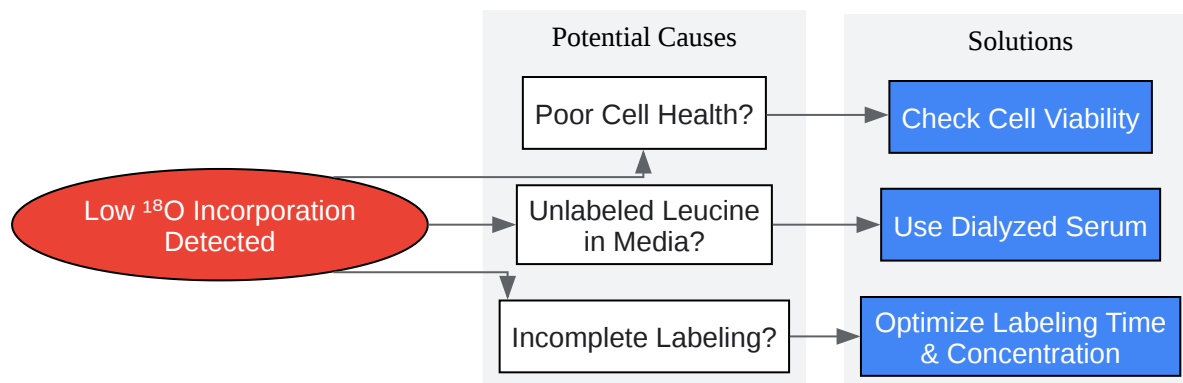 Potential Causes
Solutions
Poor Cell Health?
Check Cell Viability
Low ¹⁸O Incorporation
Detected
Unlabeled Leucine
in Media?
Use Dialyzed Serum
Incomplete Labeling?
Optimize Labeling Time
& Concentration